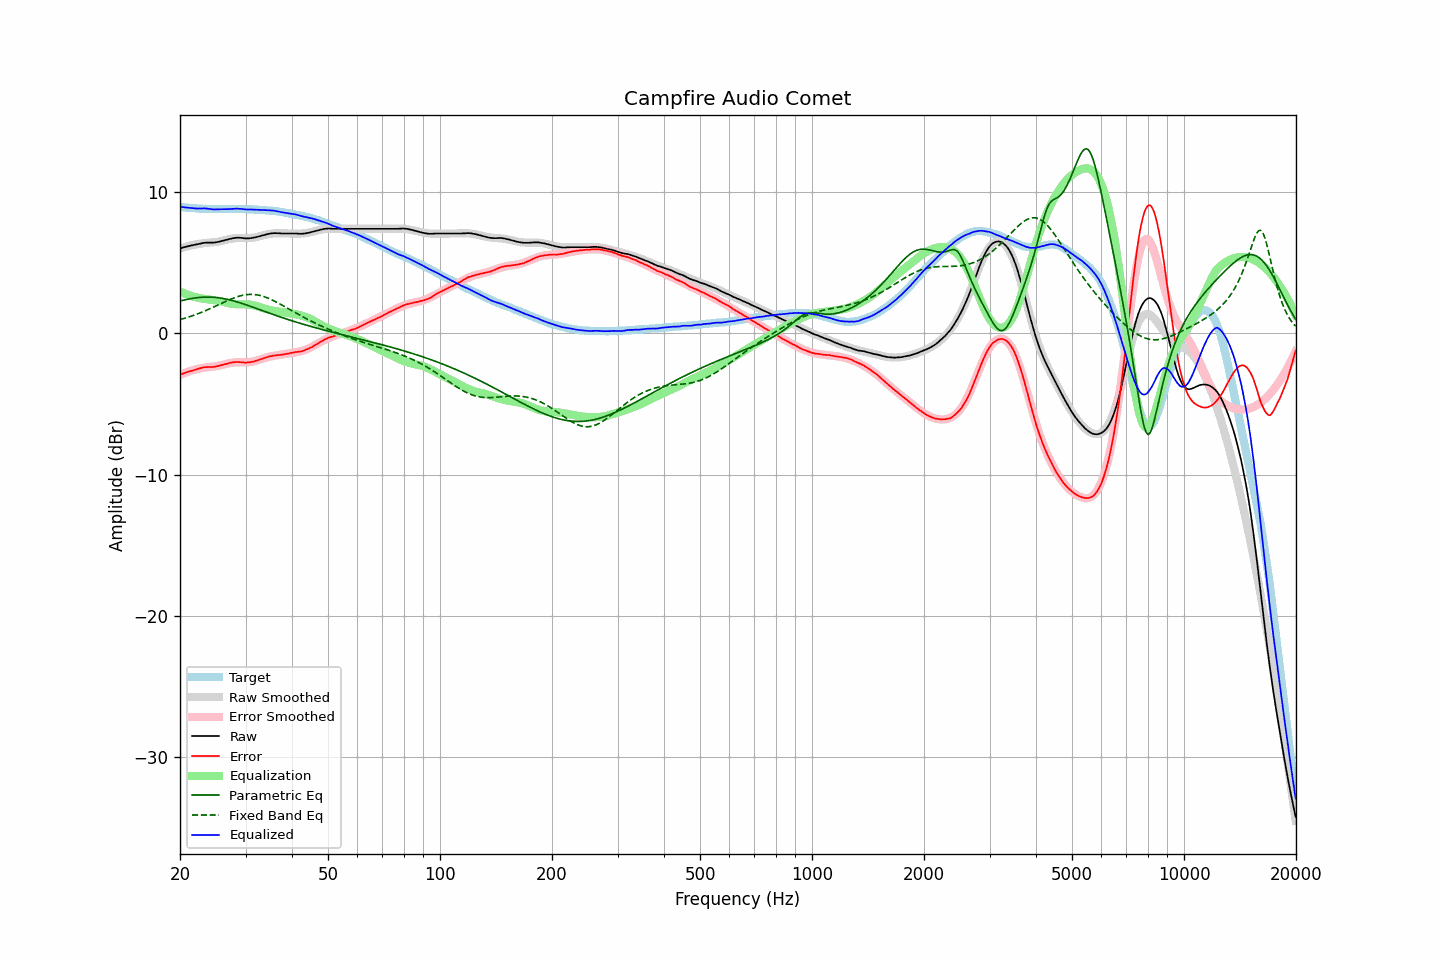 Campfire Audio Comet
Amplitude (dBr)
10
0
−10
−20
−30
Target
Raw Smoothed
Error Smoothed
Raw
Error
Equalization
Parametric Eq
Fixed Band Eq
Equalized
20 50 100 200 500 1000 2000 5000 10000 20000
Frequency (Hz)